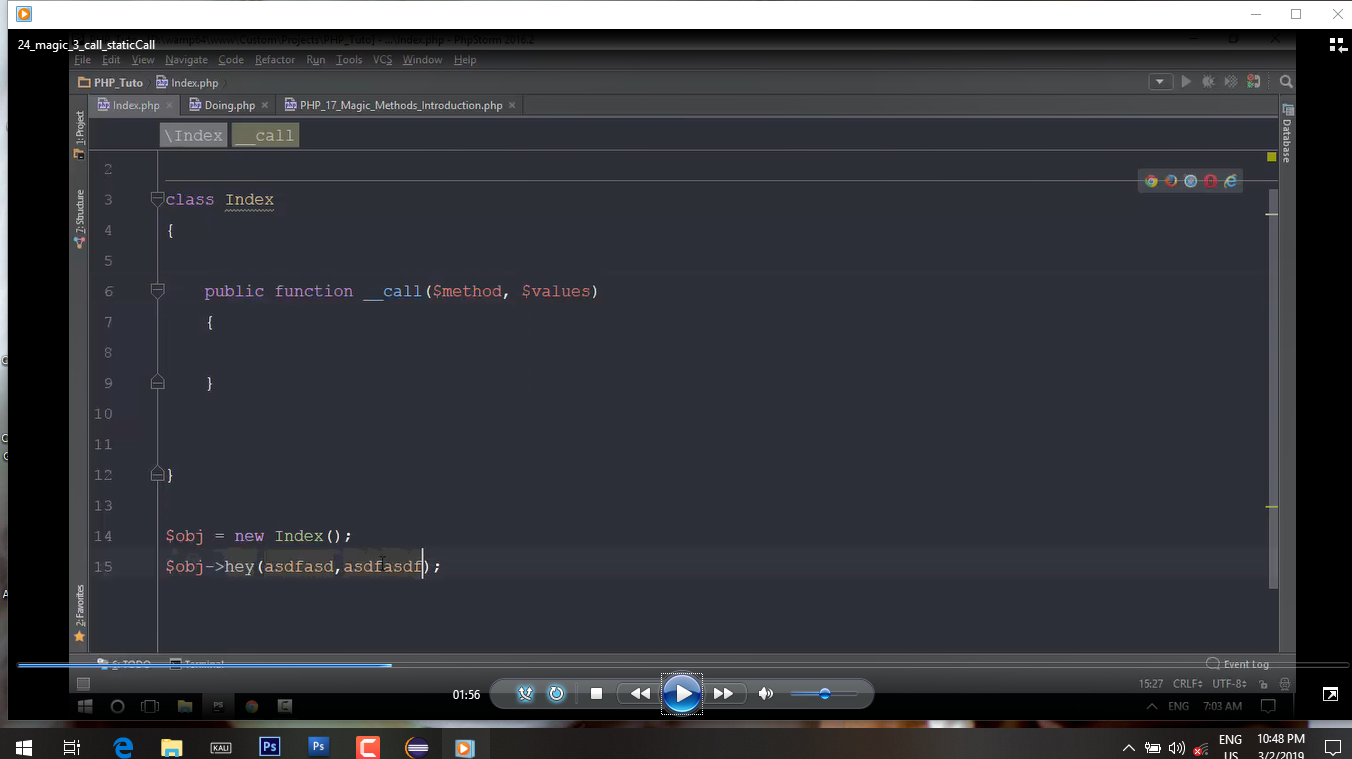 24_magic_3_call_staticCall
File Edit View Navigate Code Refactor Run Tools VCS Window Help
PHP_Tuto Index.php
Index.php Doing.php PHP_17_Magic_Methods_Introduction.php
1: Project
7: Structure
2: Favorites
Database
\Index __call
2
3 class Index
4 {
5
6 public function __call($method, $values)
7 {
8
9 }
10
11
12 }
13
14 $obj = new Index();
15 $obj->hey(asdfasd,asdfasdf);
6: TODO Terminal Event Log
15:27 CRLF UTF-8
01:56
ENG 7:03 AM
KALI Ps Ps
ENG 10:48 PM
US 3/2/2019